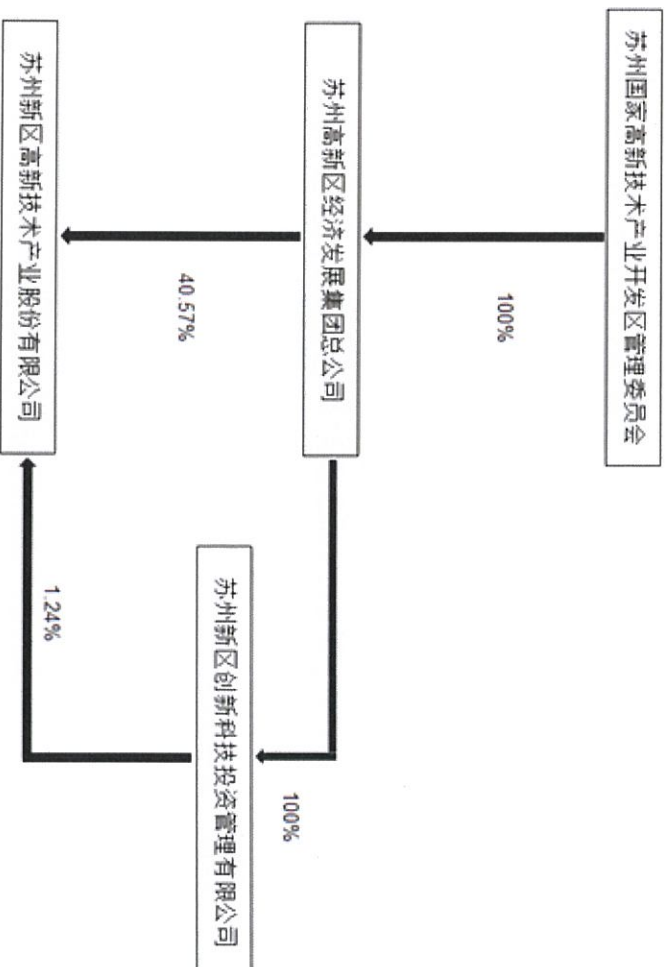 苏州国家高新技术产业开发区管理委员会
100%
苏州高新区经济发展集团总公司
40.57%
100%
苏州新区创新科技投资管理有限公司
1.24%
苏州新区高新技术产业股份有限公司